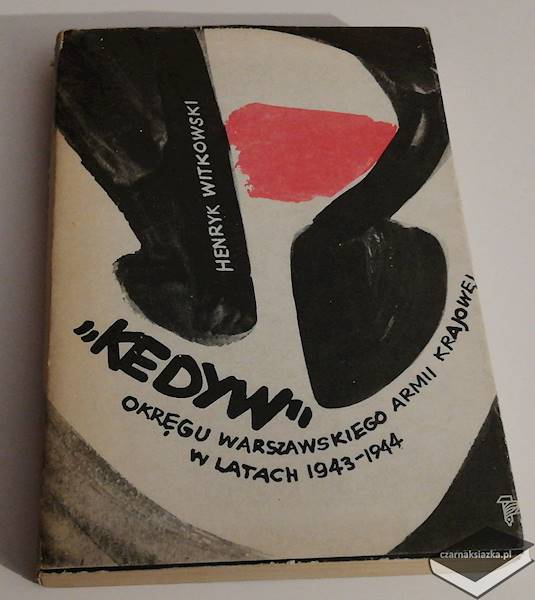 HENRYK WITKOWSKI
„KEDYW"
OKRĘGU WARSZAWSKIEGO ARMII KRAJOWEJ
W LATACH 1943-1944
czarnaksiazka.pl